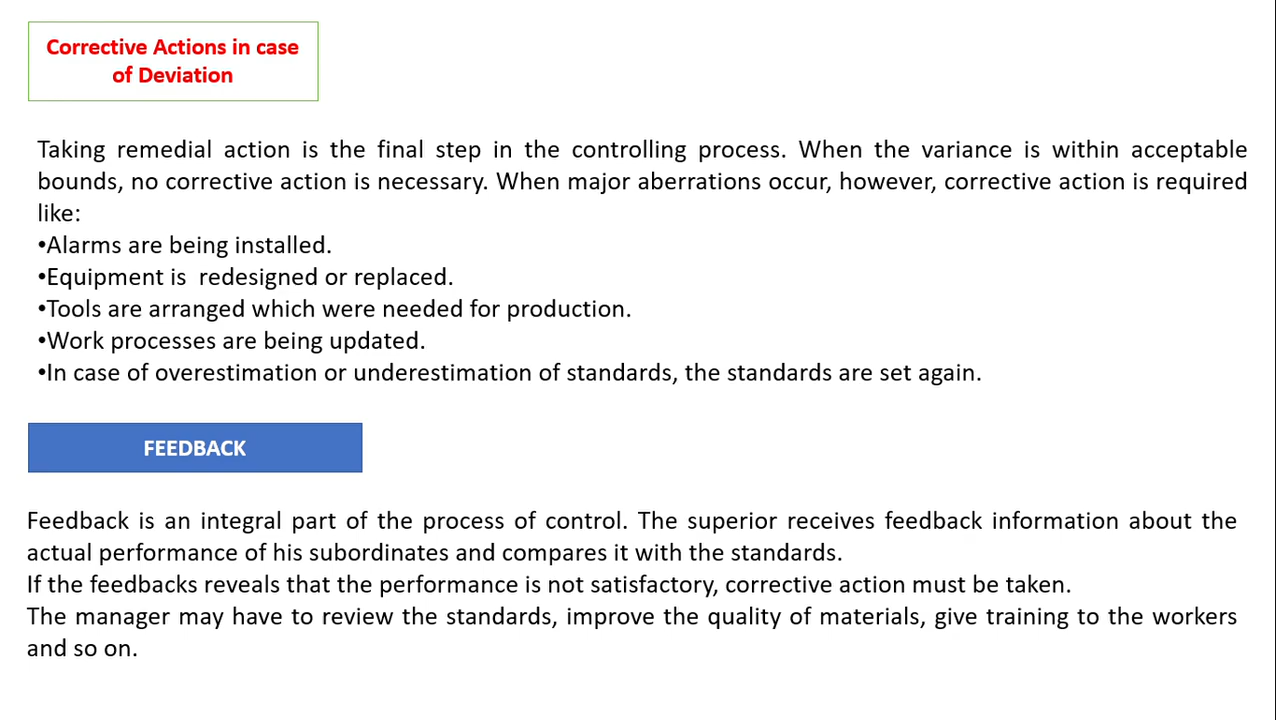 Corrective Actions in case
of Deviation
Taking remedial action is the final step in the controlling process. When the variance is within acceptable
bounds, no corrective action is necessary. When major aberrations occur, however, corrective action is required
like:
•Alarms are being installed.
•Equipment is  redesigned or replaced.
•Tools are arranged which were needed for production.
•Work processes are being updated.
•In case of overestimation or underestimation of standards, the standards are set again.
FEEDBACK
Feedback is an integral part of the process of control. The superior receives feedback information about the
actual performance of his subordinates and compares it with the standards.
If the feedbacks reveals that the performance is not satisfactory, corrective action must be taken.
The manager may have to review the standards, improve the quality of materials, give training to the workers
and so on.